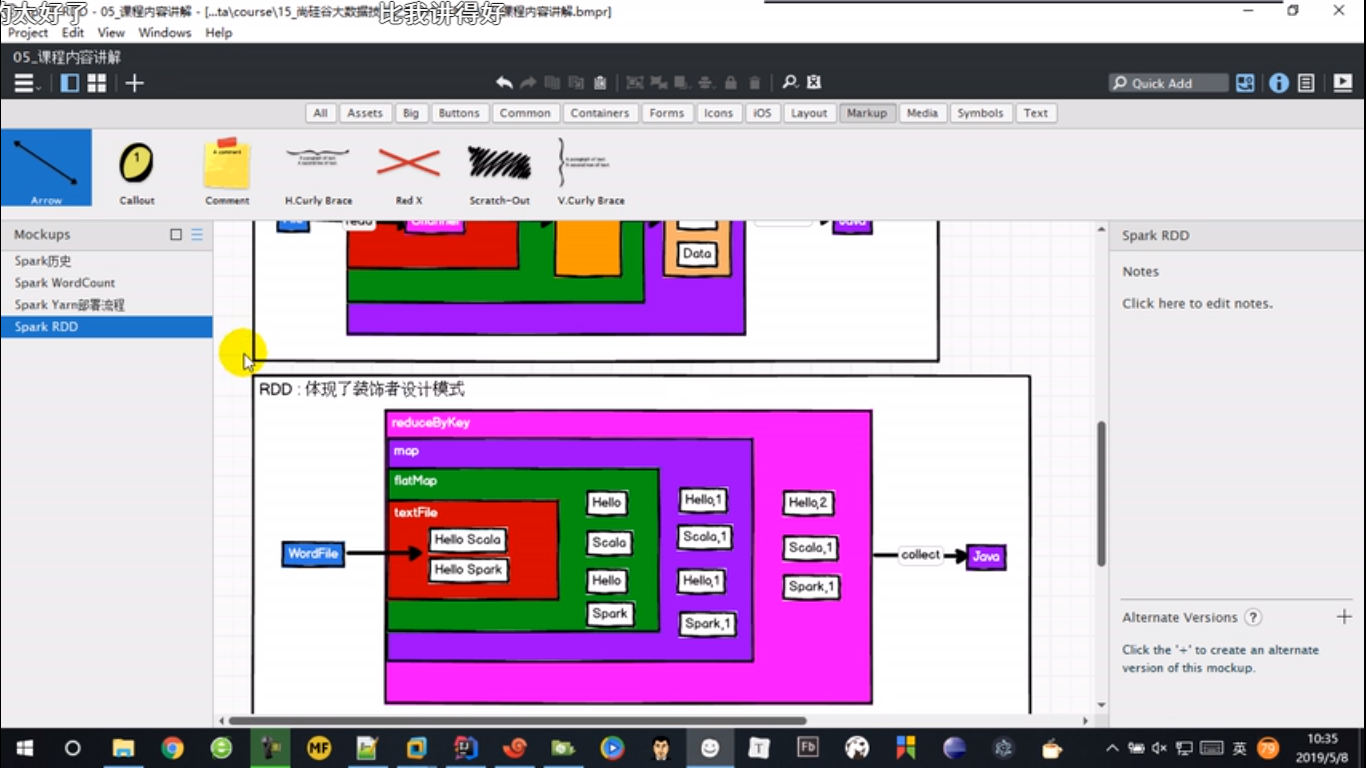 的太好了
比我讲得好
RDD - 05_课程内容讲解 - [...ta\course\15_尚硅谷大数据技
课程内容讲解.bmpr]
Project Edit View Windows Help
05_课程内容讲解
Quick Add
All Assets Big Buttons Common Containers Forms Icons iOS Layout Markup Media Symbols Text
1
A comment
Arrow Callout Comment H.Curly Brace Red X Scratch-Out V.Curly Brace
Mockups
Spark历史
Spark WordCount
Spark Yarn部署流程
Spark RDD
read
Channel
Java
Data
RDD : 体现了装饰者设计模式
reduceByKey
map
flatMap
textFile
WordFile
Hello Scala
Hello Spark
Hello
Scala
Hello
Spark
Hello,1
Scala,1
Hello,1
Spark,1
Hello,2
Scala,1
Spark,1
collect
Java
Spark RDD
Notes
Click here to edit notes.
Alternate Versions ?
Click the '+' to create an alternate
version of this mockup.
MF
T
Fb
英
79
10:35
2019/5/8